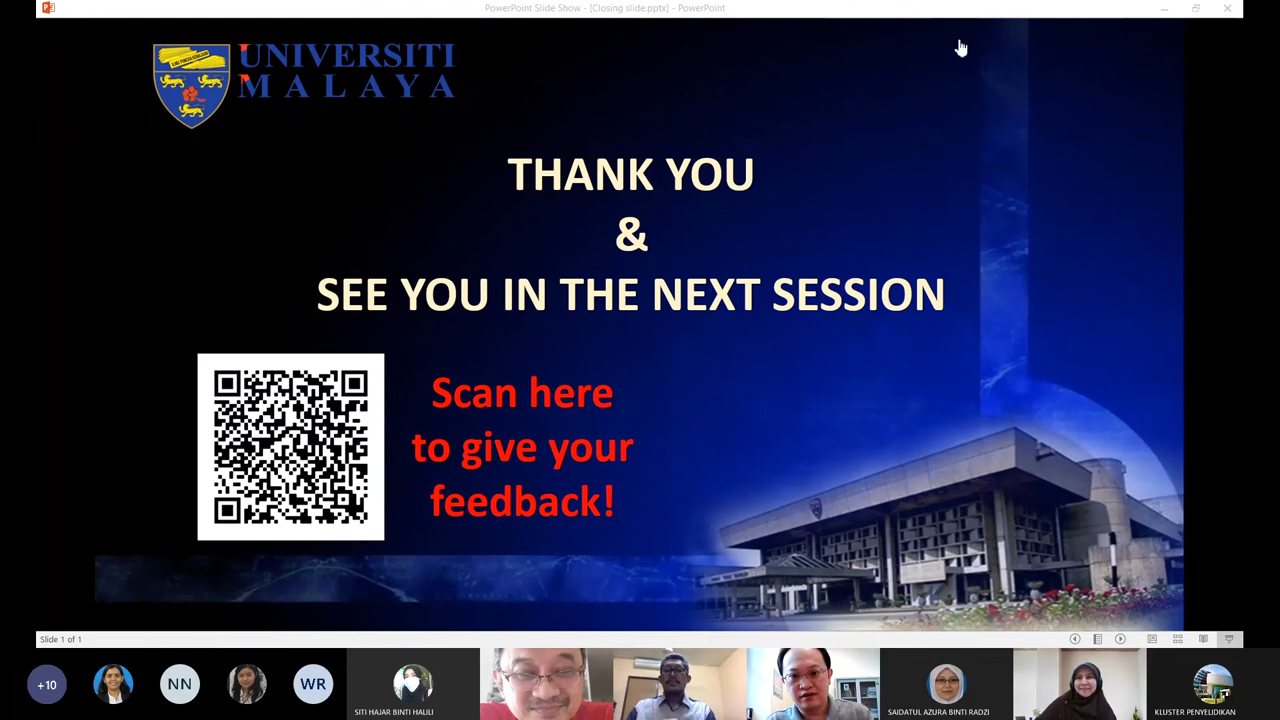 PowerPoint Slide Show - [Closing slide.pptx] - PowerPoint
UNIVERSITI
MALAYA
THANK YOU
&
SEE YOU IN THE NEXT SESSION
Scan here
to give your
feedback!
Slide 1 of 1
+10
NN
WR
SITI HAJAR BINTI HALILI
SAIDATUL AZURA BINTI RADZI
KLUSTER PENYELIDIKAN